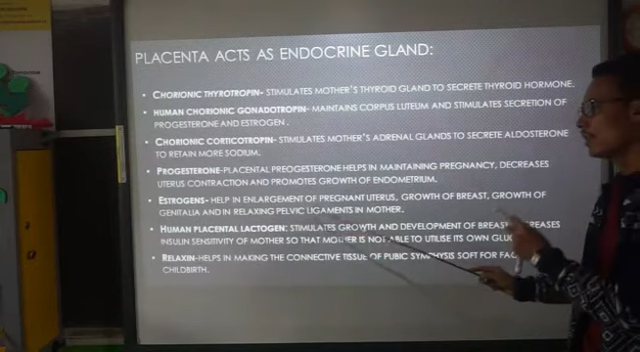 PLACENTA ACTS AS ENDOCRINE GLAND:
• CHORIONIC THYROTROPIN- STIMULATES MOTHER'S THYROID GLAND TO SECRETE THYROID HORMONE.
• HUMAN CHORIONIC GONADOTROPIN- MAINTAINS CORPUS LUTEUM AND STIMULATES SECRETION OF
PROGESTERONE AND ESTROGEN .
• CHORIONIC CORTICOTROPIN- STIMULATES MOTHER'S ADRENAL GLANDS TO SECRETE ALDOSTERONE
TO RETAIN MORE SODIUM.
• PROGESTERONE-PLACENTAL PREOGESTERONE HELPS IN MAINTAINING PREGNANCY, DECREASES
UTERUS CONTRACTION AND PROMOTES GROWTH OF ENDOMETRIUM.
• ESTROGENS- HELP IN ENLARGEMENT OF PREGNANT UTERUS, GROWTH OF BREAST, GROWTH OF
GENITALIA AND IN RELAXING PELVIC LIGAMENTS IN MOTHER.
• HUMAN PLACENTAL LACTOGEN: STIMULATES GROWTH AND DEVELOPMENT OF BREAST
INSULIN SENSITIVITY OF MOTHER SO THAT MOTHER IS NOT ABLE TO UTILISE ITS OWN
• RELAXIN-HELPS IN MAKING THE CONNECTIVE TISSUE OF PUBIC SYMPHYSIS SOFT FOR
CHILDBIRTH.